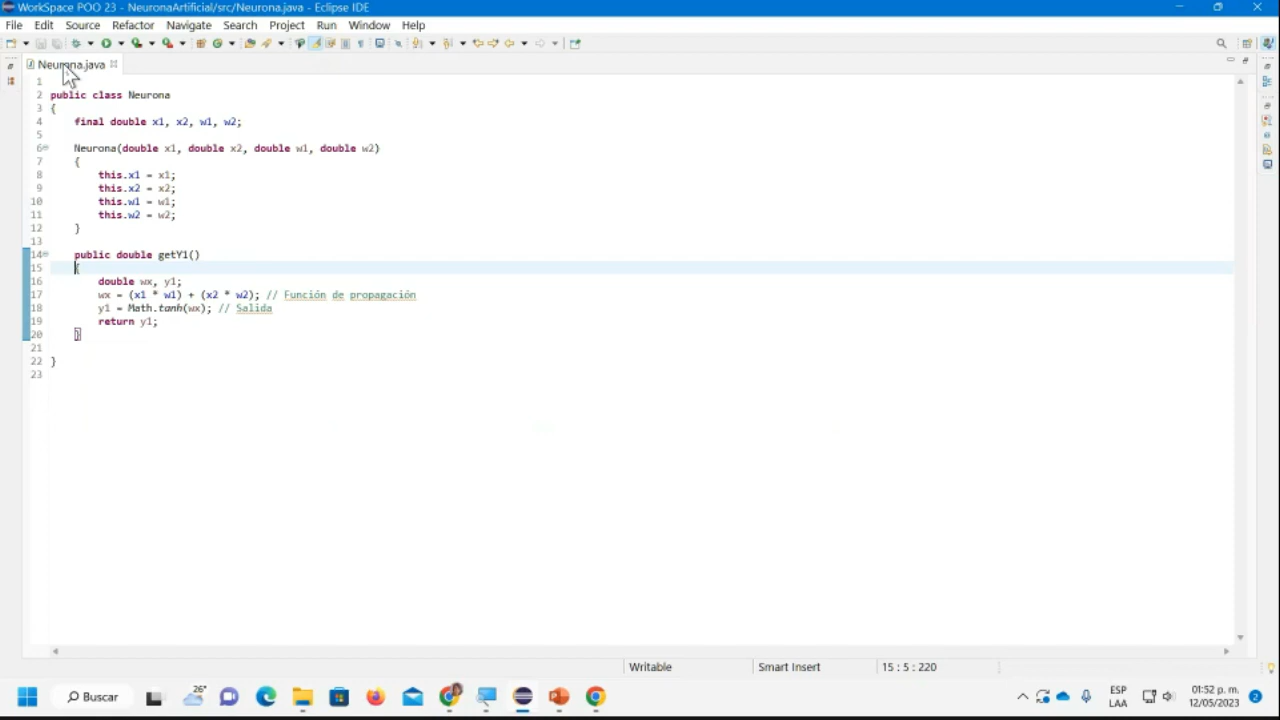 WorkSpace POO 23 - NeuronaArtificial/src/Neurona.java - Eclipse IDE
File Edit Source Refactor Navigate Search Project Run Window Help
Neurona.java
1
2 public class Neurona
3 {
4 final double x1, x2, w1, w2;
5
6 Neurona(double x1, double x2, double w1, double w2)
7 {
8 this.x1 = x1;
9 this.x2 = x2;
10 this.w1 = w1;
11 this.w2 = w2;
12 }
13
14 public double getY1()
15 {
16 double wx, y1;
17 wx = (x1 * w1) + (x2 * w2); // Función de propagación
18 y1 = Math.tanh(wx); // Salida
19 return y1;
20 }
21
22 }
23
Writable Smart Insert 15 : 5 : 220
Buscar 26° ESP LAA 01:52 p. m. 12/05/2023 2